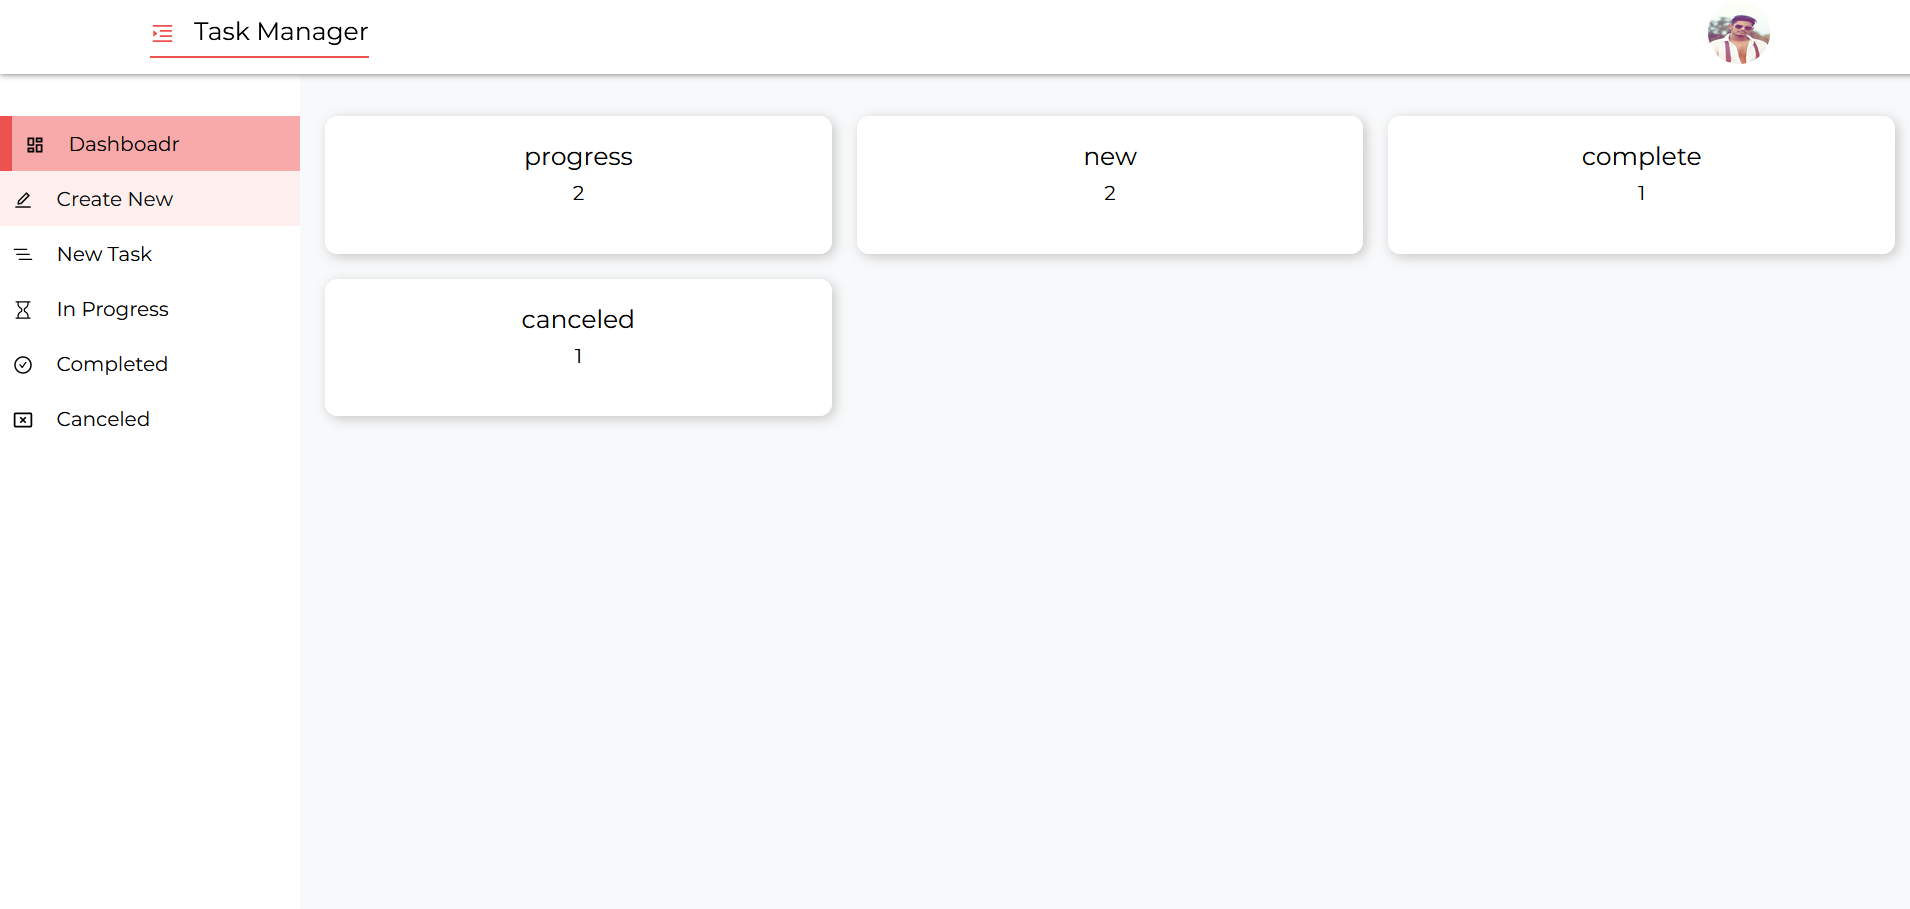 Task Manager
Dashboadr
Create New
New Task
In Progress
Completed
Canceled
progress
2
new
2
complete
1
canceled
1